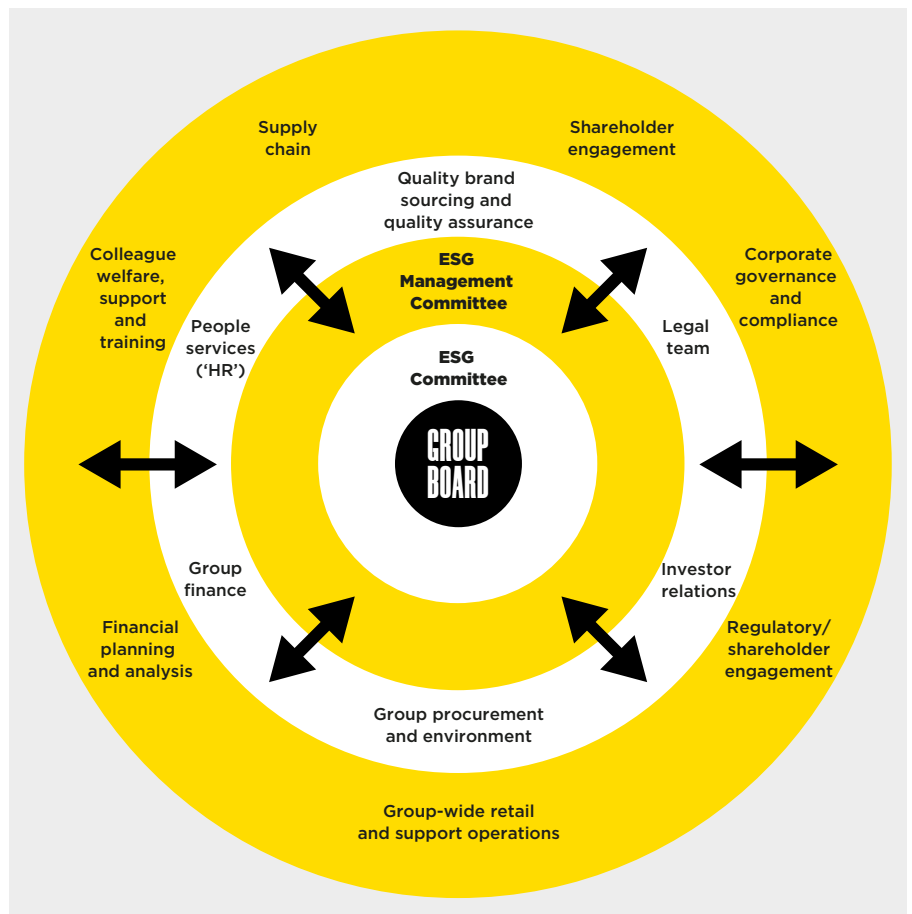 Supply
chain
Shareholder
engagement
Quality brand
sourcing and
quality assurance
Colleague
welfare,
support
and
training
ESG
Management
Committee
Corporate
governance
and
compliance
People
services
(‘HR’)
Legal
team
ESG
Committee
GROUP
BOARD
Group
finance
Investor
relations
Financial
planning
and analysis
Regulatory/
shareholder
engagement
Group procurement
and environment
Group-wide retail
and support operations